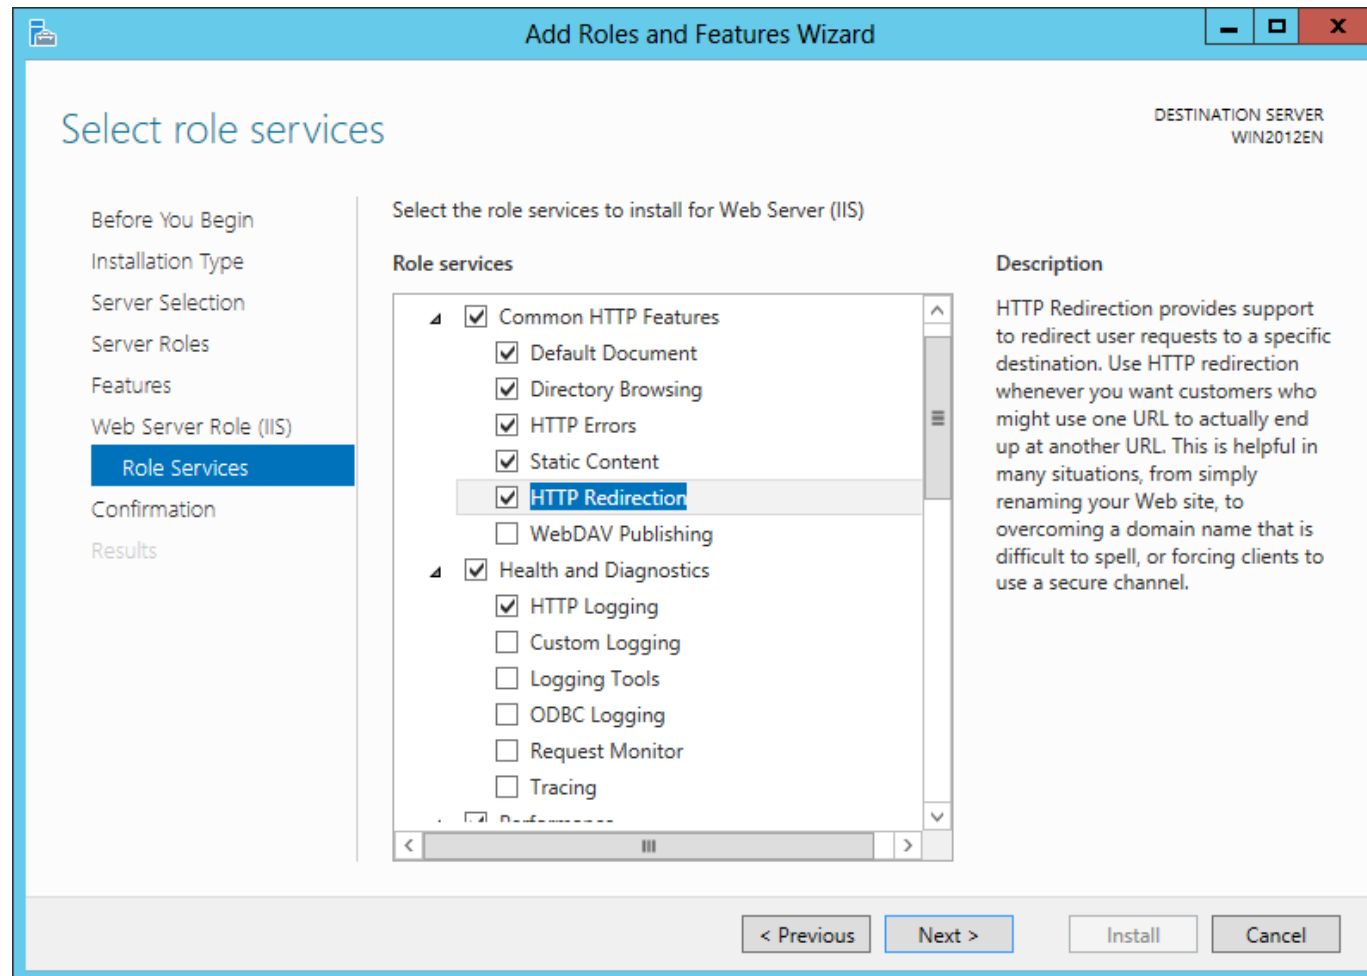 Add Roles and Features Wizard
Select role services
DESTINATION SERVER
WIN2012EN
Before You Begin
Installation Type
Server Selection
Server Roles
Features
Web Server Role (IIS)
Role Services
Confirmation
Results
Select the role services to install for Web Server (IIS)
Role services
Common HTTP Features
Default Document
Directory Browsing
HTTP Errors
Static Content
HTTP Redirection
WebDAV Publishing
Health and Diagnostics
HTTP Logging
Custom Logging
Logging Tools
ODBC Logging
Request Monitor
Tracing
Performance
Description
HTTP Redirection provides support
to redirect user requests to a specific
destination. Use HTTP redirection
whenever you want customers who
might use one URL to actually end
up at another URL. This is helpful in
many situations, from simply
renaming your Web site, to
overcoming a domain name that is
difficult to spell, or forcing clients to
use a secure channel.
< Previous
Next >
Install
Cancel